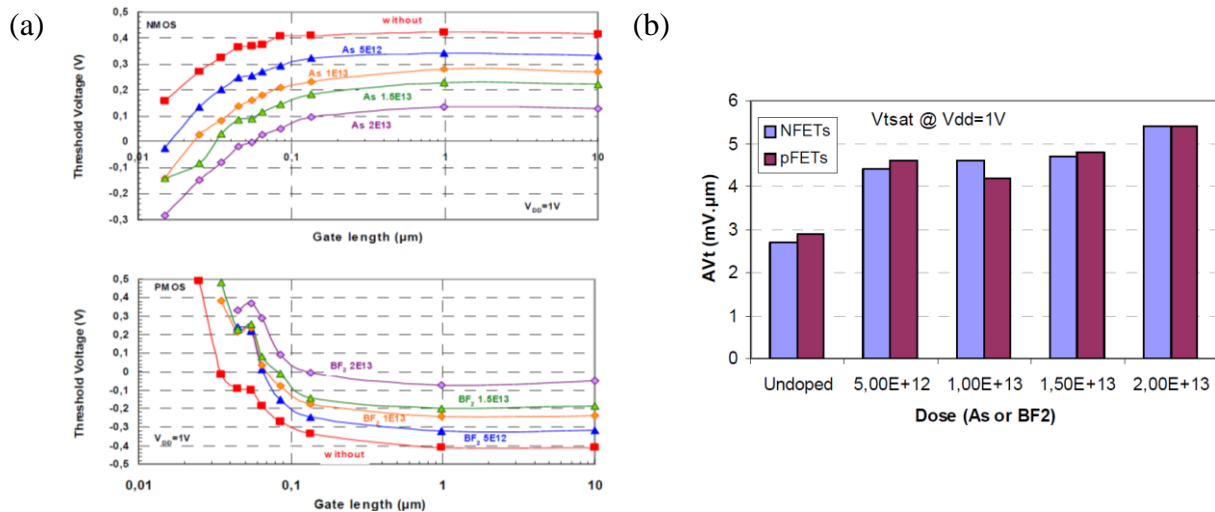 (a)
NMOS
without
As 5E12
As 1E13
As 1.5E13
As 2E13
Threshold Voltage (V)
0,5
0,4
0,3
0,2
0,1
0
-0,1
-0,2
-0,3
0,01
0,1
1
10
V_DD=1V
Gate length (µm)
PMOS
BF₂ 2E13
BF₂ 1.5E13
BF₂ 1E13
BF₂ 5E12
without
Threshold Voltage (V)
0,5
0,4
0,3
0,2
0,1
0
-0,1
-0,2
-0,3
-0,4
-0,5
V_DD=1V
0,01
0,1
1
10
Gate length (µm)
(b)
Vtsat @ Vdd=1V
NFETs
pFETs
AVt (mV.µm)
6
5
4
3
2
1
0
Undoped
5,00E+12
1,00E+13
1,50E+13
2,00E+13
Dose (As or BF2)